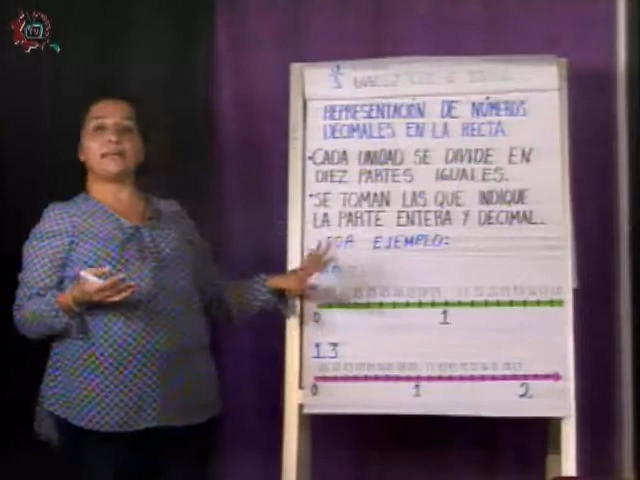 TV
REPRESENTACIÓN DE NÚMEROS
DECIMALES EN LA RECTA
•CADA UNIDAD SE DIVIDE EN
DIEZ PARTES IGUALES.
•SE TOMAN LAS QUE INDIQUE
LA PARTE ENTERA Y DECIMAL.
EJEMPLO:
0 1
1.3
0 1 2